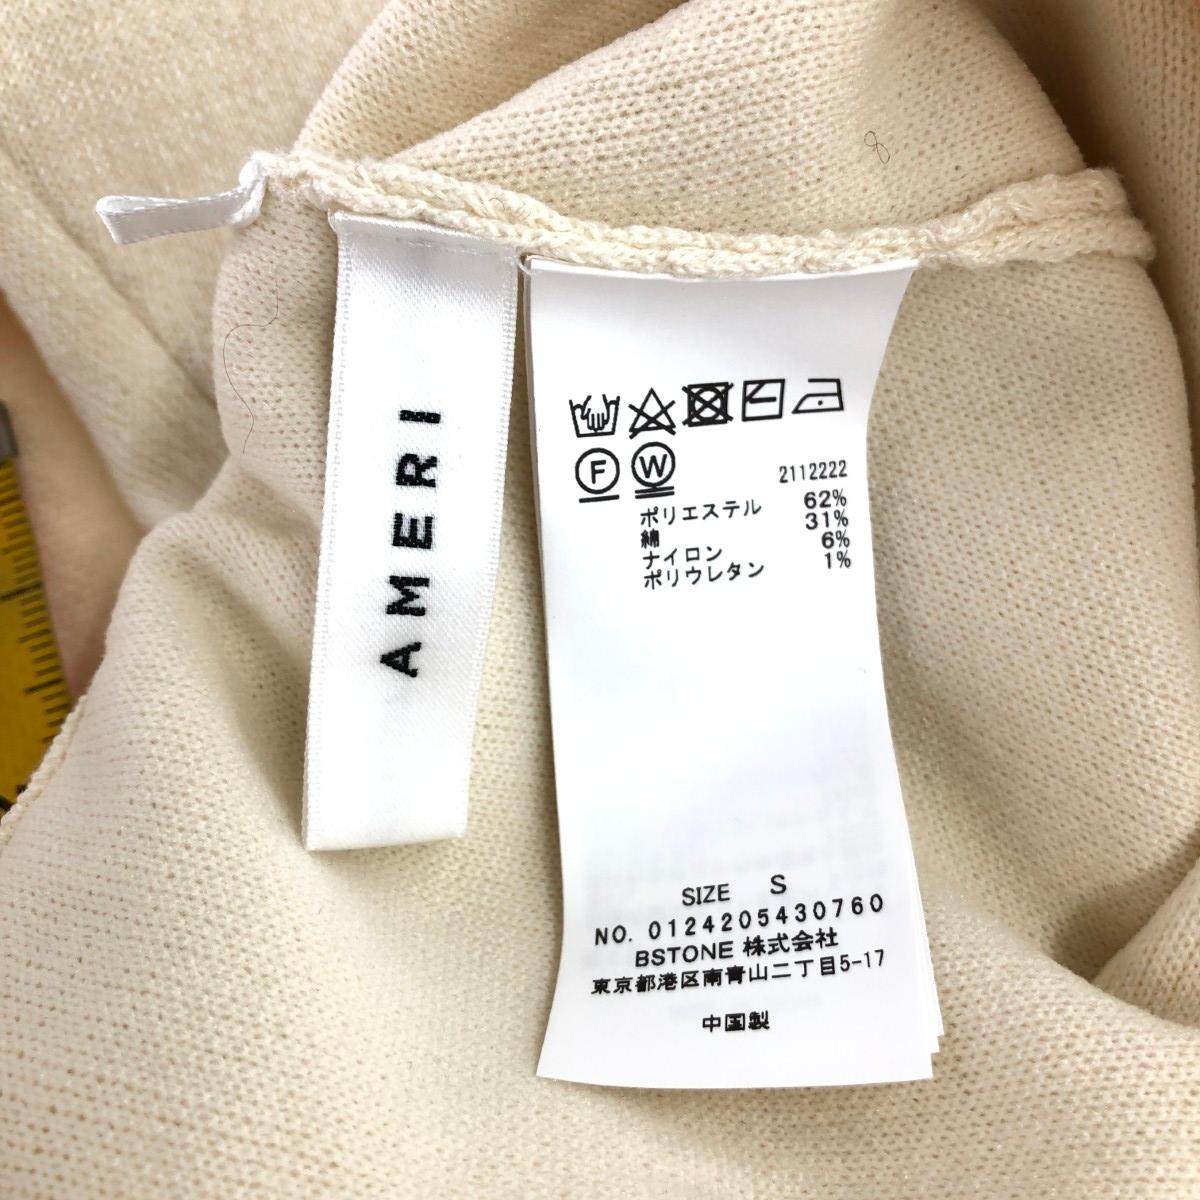 AMERI
F W
2112222
ポリエステル 62%
綿 31%
ナイロン 6%
ポリウレタン 1%
SIZE S
NO. 0124205430760
BSTONE 株式会社
東京都港区南青山二丁目5-17
中国製